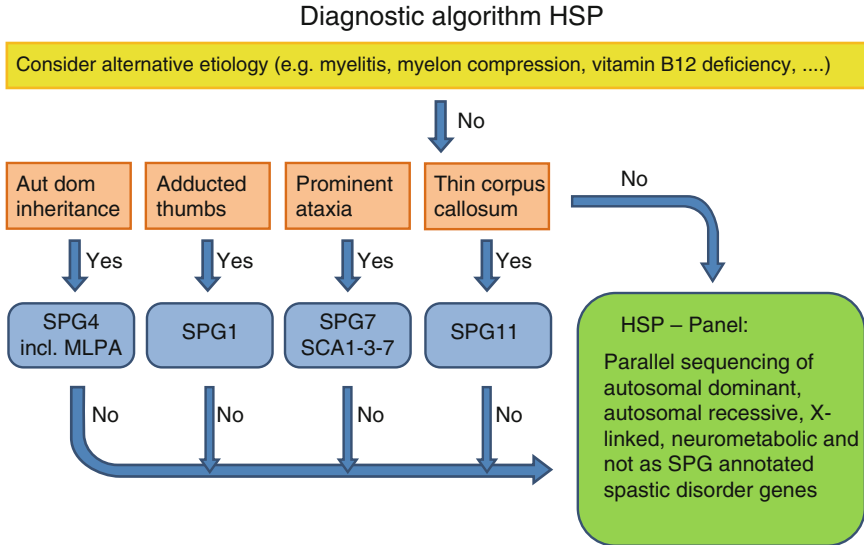 Diagnostic algorithm HSP
Consider alternative etiology (e.g. myelitis, myelon compression, vitamin B12 deficiency, ....)
No
Aut dom
inheritance
Adducted
thumbs
Prominent
ataxia
Thin corpus
callosum
No
Yes
Yes
Yes
Yes
SPG4
incl. MLPA
SPG1
SPG7
SCA1-3-7
SPG11
No
No
No
No
HSP – Panel:
Parallel sequencing of
autosomal dominant,
autosomal recessive, X-
linked, neurometabolic and
not as SPG annotated
spastic disorder genes